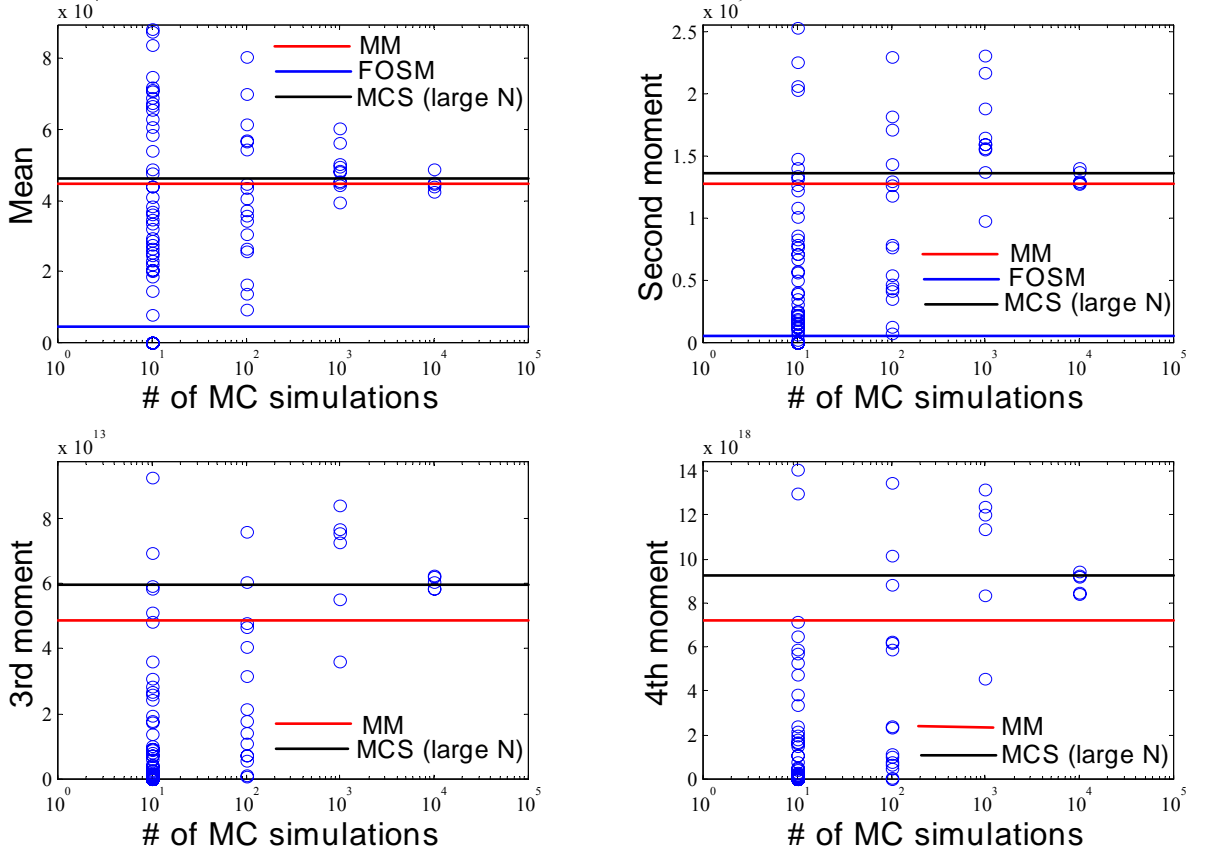 x 10
8
6
4
2
0
Mean
MM
FOSM
MCS (large N)
10^0 10^1 10^2 10^3 10^4 10^5
# of MC simulations
x 10
2.5
2
1.5
1
0.5
0
Second moment
MM
FOSM
MCS (large N)
10^0 10^1 10^2 10^3 10^4 10^5
# of MC simulations
x 10^13
8
6
4
2
0
3rd moment
MM
MCS (large N)
10^0 10^1 10^2 10^3 10^4 10^5
# of MC simulations
x 10^18
14
12
10
8
6
4
2
0
4th moment
MM
MCS (large N)
10^0 10^1 10^2 10^3 10^4 10^5
# of MC simulations